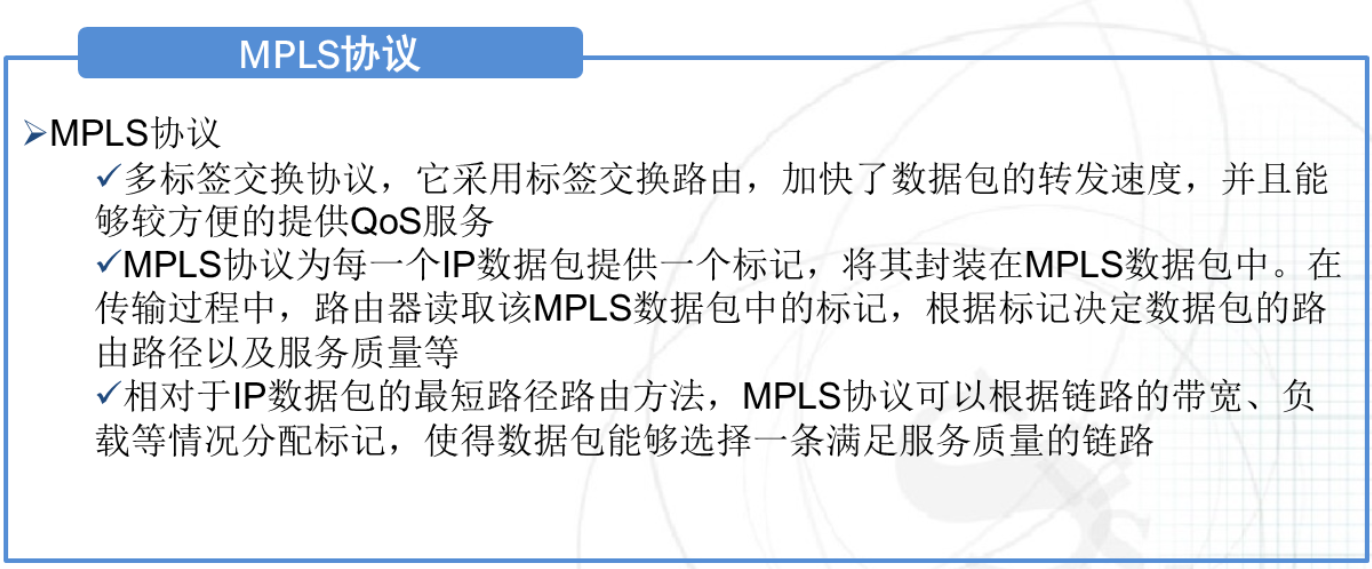 MPLS协议
➢MPLS协议
✓多标签交换协议，它采用标签交换路由，加快了数据包的转发速度，并且能
够较方便的提供QoS服务
✓MPLS协议为每一个IP数据包提供一个标记，将其封装在MPLS数据包中。在
传输过程中，路由器读取该MPLS数据包中的标记，根据标记决定数据包的路
由路径以及服务质量等
✓相对于IP数据包的最短路径路由方法，MPLS协议可以根据链路的带宽、负
载等情况分配标记，使得数据包能够选择一条满足服务质量的链路